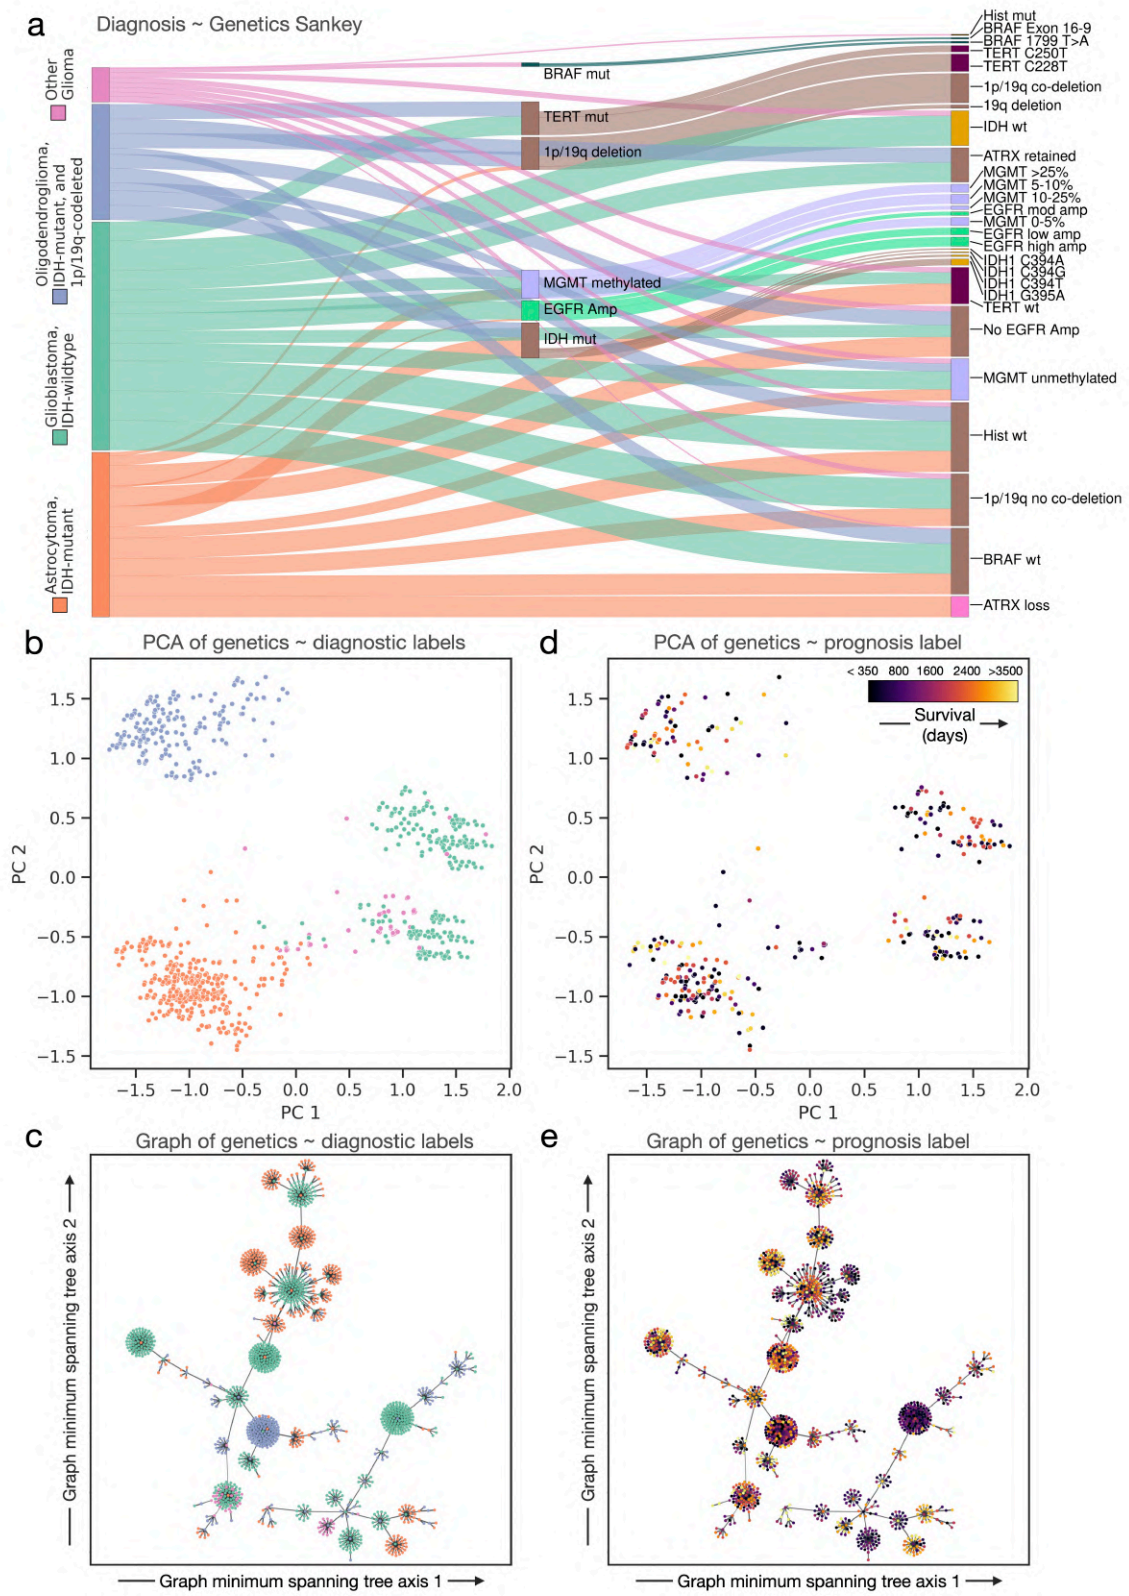 a
Diagnosis ~ Genetics Sankey
Other
Glioma
Oligodendroglioma,
IDH-mutant, and
1p/19q-codeleted
Glioblastoma,
IDH-wildtype
Astrocytoma,
IDH-mutant
BRAF mut
TERT mut
1p/19q deletion
MGMT methylated
EGFR Amp
IDH mut
Hist mut
BRAF Exon 16-9
BRAF 1799 T>A
TERT C250T
TERT C228T
1p/19q co-deletion
19q deletion
IDH wt
ATRX retained
MGMT >25%
MGMT 5-10%
MGMT 10-25%
EGFR mod amp
MGMT 0-5%
EGFR low amp
EGFR high amp
IDH1 C394A
IDH1 C394G
IDH1 C394T
IDH1 G395A
TERT wt
No EGFR Amp
MGMT unmethylated
Hist wt
1p/19q no co-deletion
BRAF wt
ATRX loss
b
PCA of genetics ~ diagnostic labels
PC 2
1.5
1.0
0.5
0.0
−0.5
−1.0
−1.5
−1.5 −1.0 −0.5 0.0 0.5 1.0 1.5 2.0
PC 1
d
PCA of genetics ~ prognosis label
< 350 800 1600 2400 >3500
Survival
(days)
PC 2
1.5
1.0
0.5
0.0
−0.5
−1.0
−1.5
−1.5 −1.0 −0.5 0.0 0.5 1.0 1.5 2.0
PC 1
c
Graph of genetics ~ diagnostic labels
Graph minimum spanning tree axis 2
Graph minimum spanning tree axis 1
e
Graph of genetics ~ prognosis label
Graph minimum spanning tree axis 2
Graph minimum spanning tree axis 1